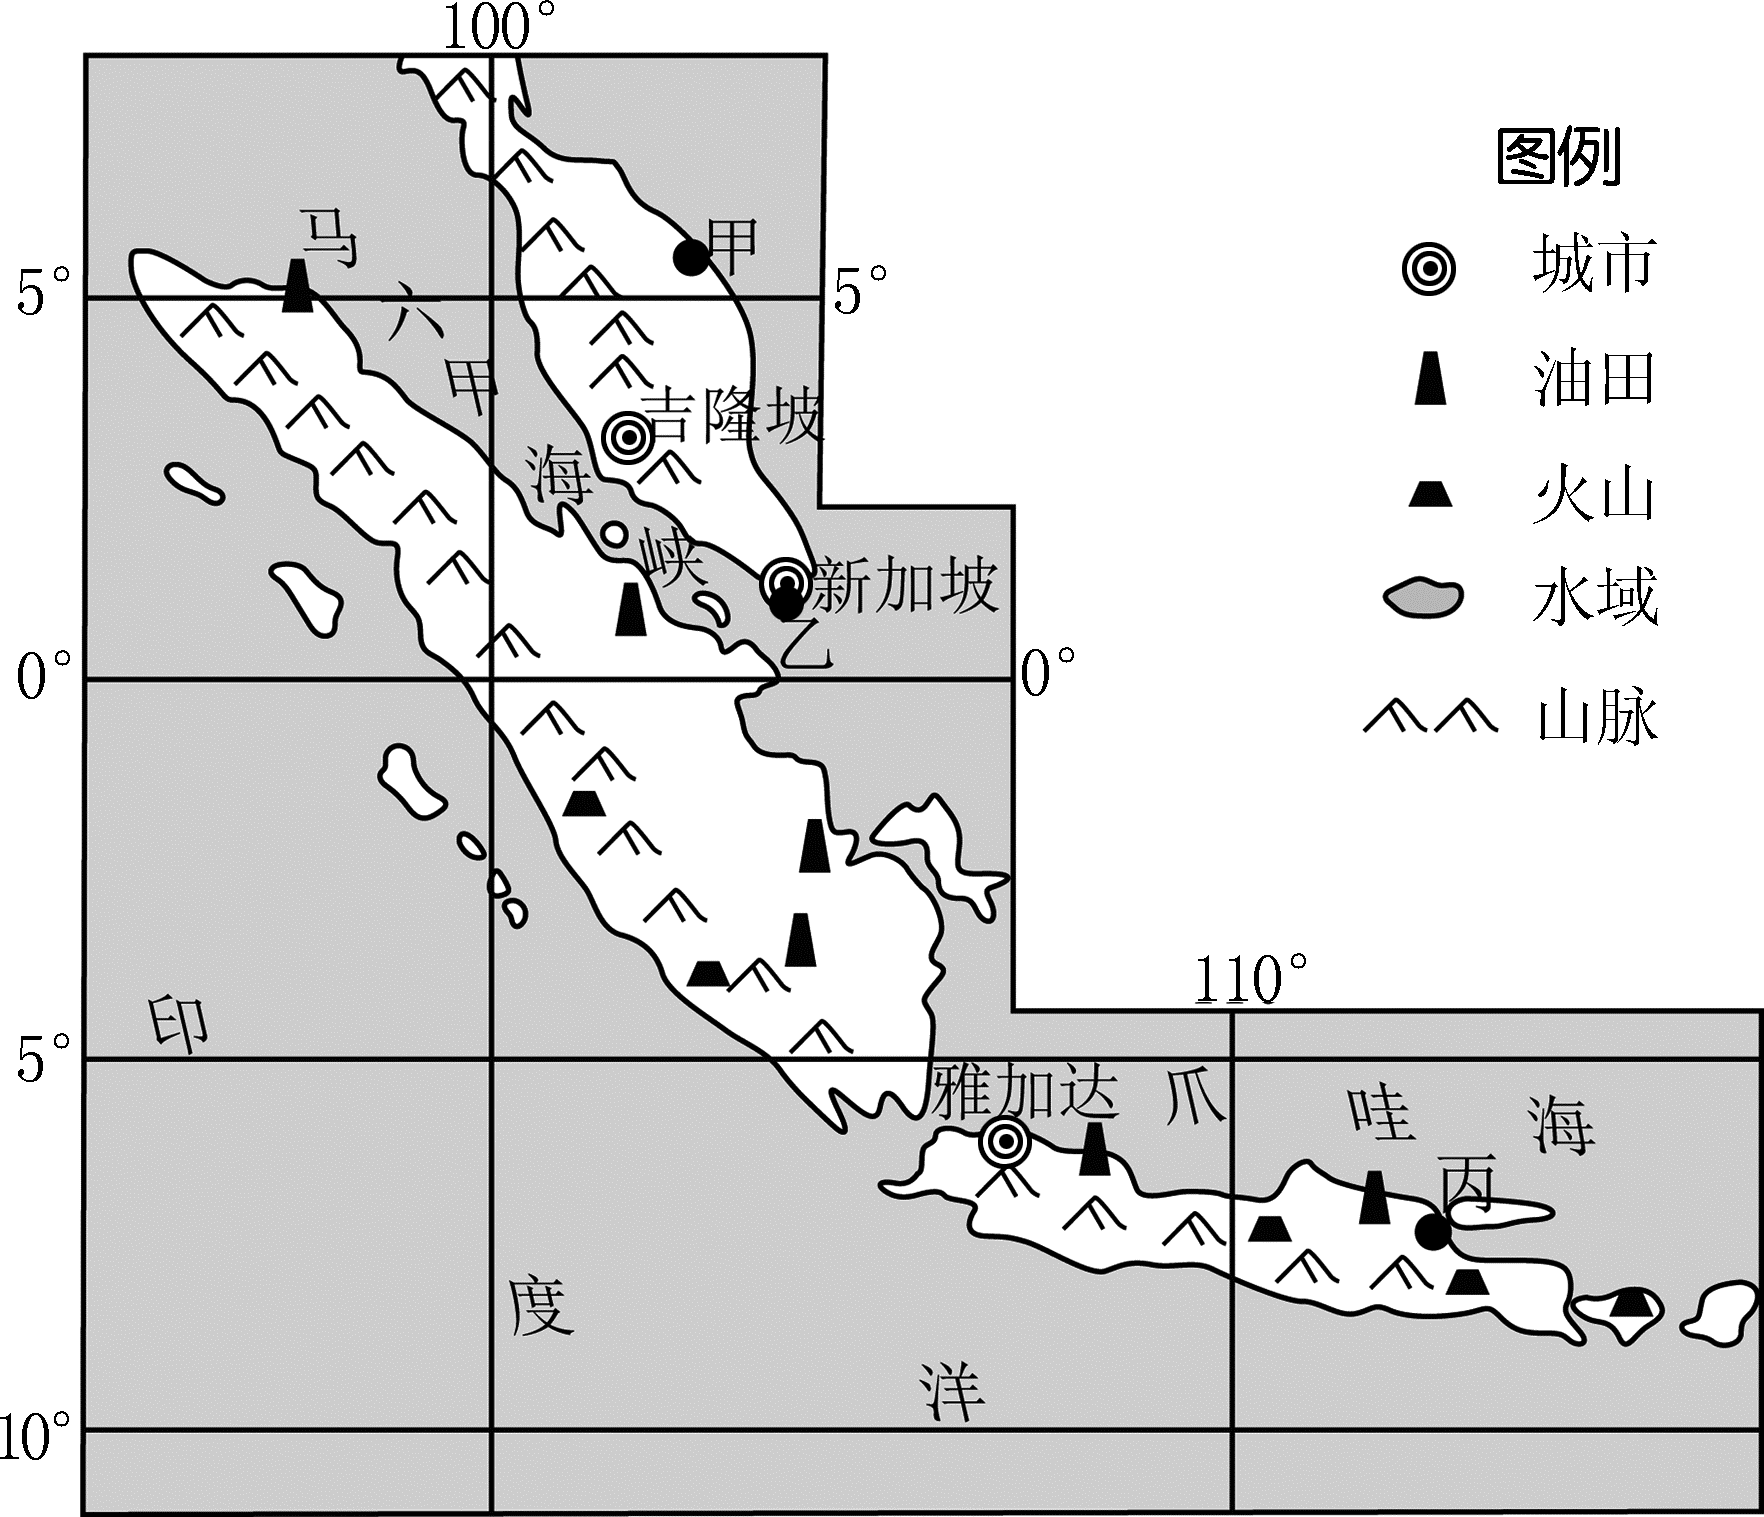 100°
图例
马
甲
城市
5°
六
5°
甲
油田
吉隆坡
海
火山
峡
新加坡
水域
乙
0°
0°
山脉
110°
印
5°
雅加达
爪
哇
海
丙
度
洋
10°